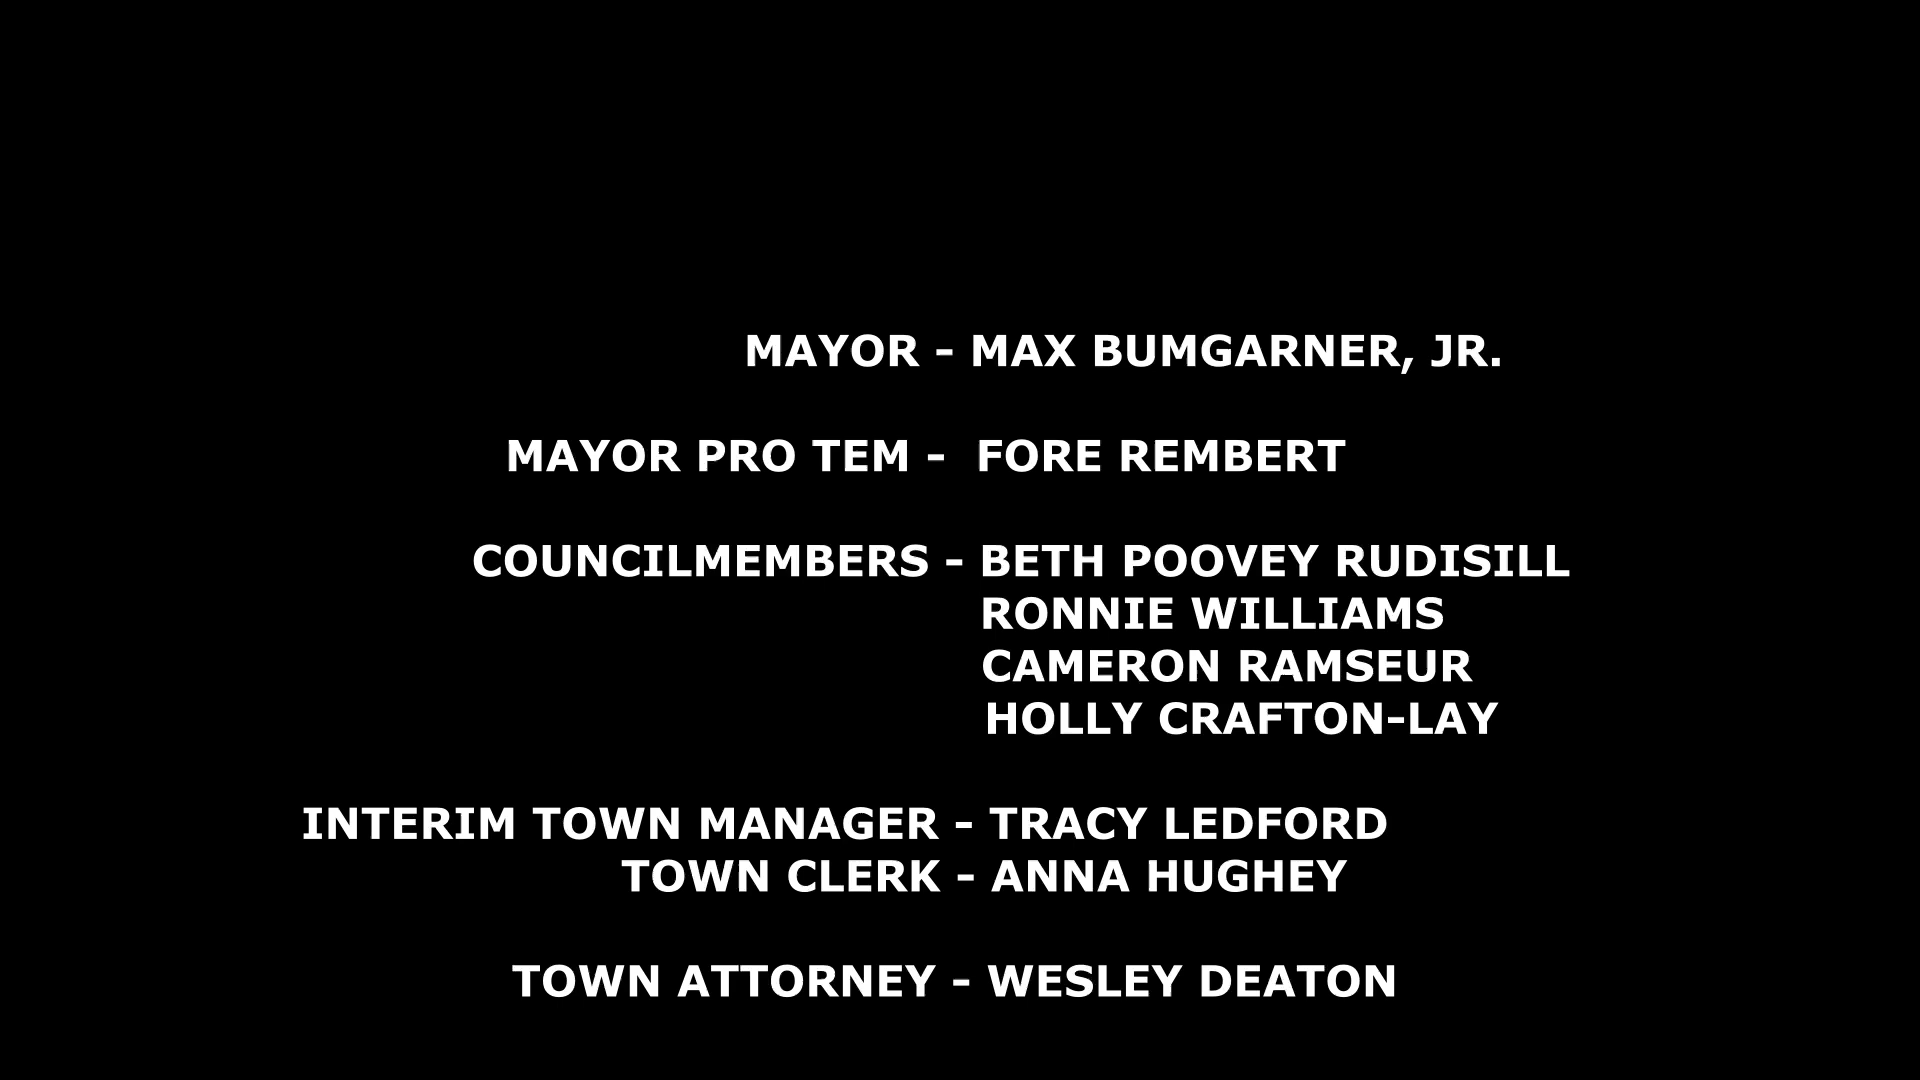 MAYOR - MAX BUMGARNER, JR.
MAYOR PRO TEM - FORE REMBERT
COUNCILMEMBERS - BETH POOVEY RUDISILL
RONNIE WILLIAMS
CAMERON RAMSEUR
HOLLY CRAFTON-LAY
INTERIM TOWN MANAGER - TRACY LEDFORD
TOWN CLERK - ANNA HUGHEY
TOWN ATTORNEY - WESLEY DEATON